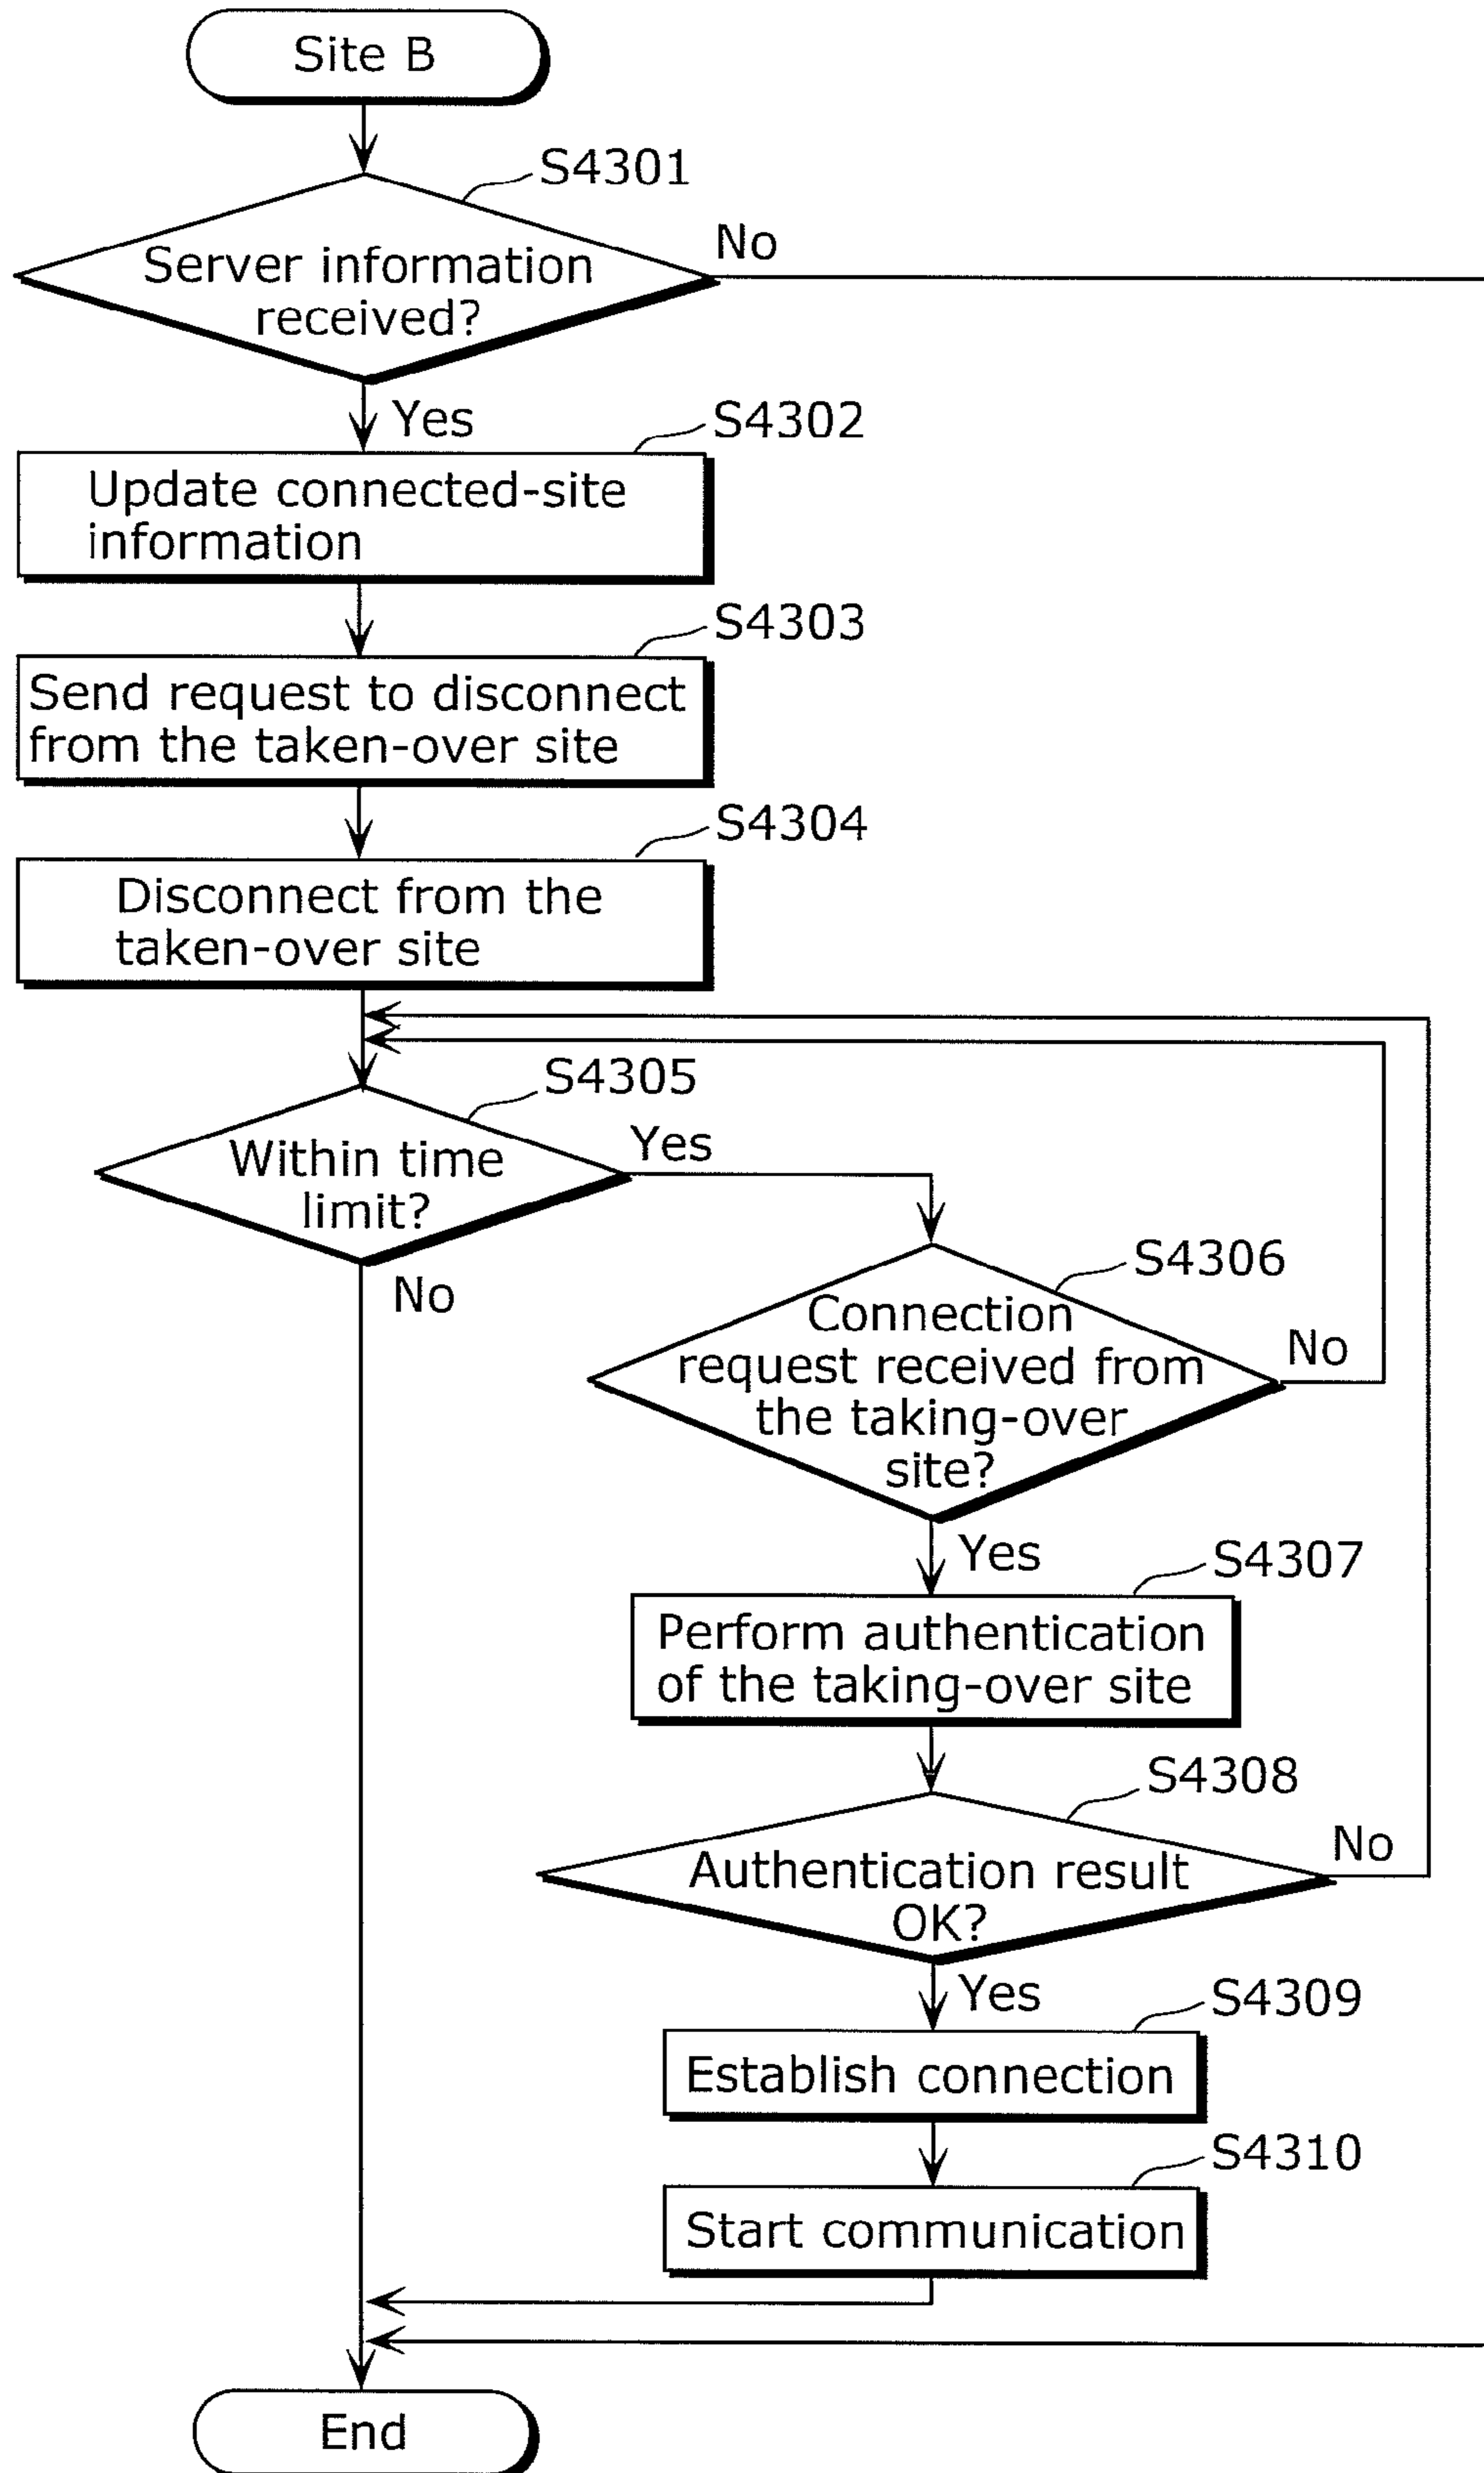 Site B
S4301
Server information
received?
No
Yes
S4302
Update connected-site
information
S4303
Send request to disconnect
from the taken-over site
S4304
Disconnect from the
taken-over site
S4305
Within time
limit?
Yes
No
S4306
Connection
request received from
the taking-over
site?
No
Yes
S4307
Perform authentication
of the taking-over site
S4308
Authentication result
OK?
No
Yes
S4309
Establish connection
S4310
Start communication
End